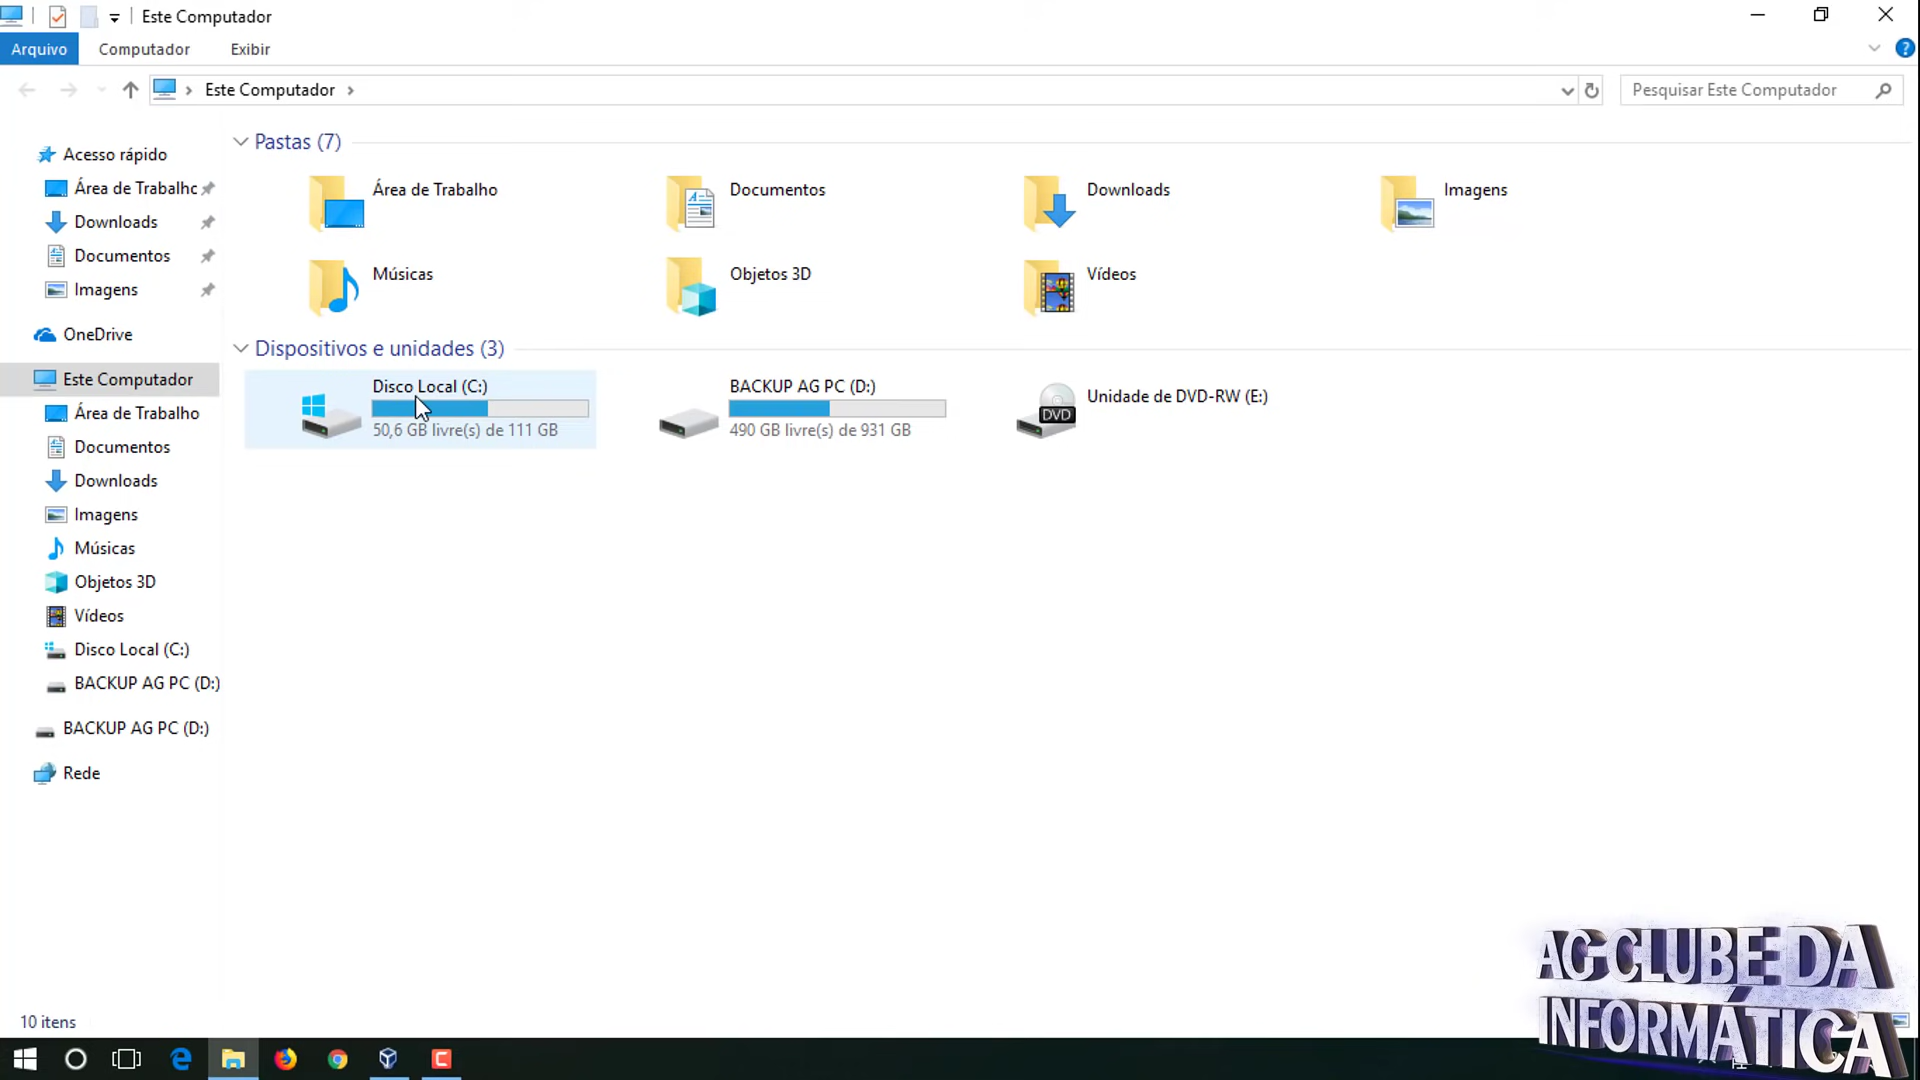 Este Computador
Arquivo
Computador
Exibir
?
Este Computador
Pesquisar Este Computador
Acesso rápido
Área de Trabalho
Downloads
Documentos
Imagens
OneDrive
Este Computador
Área de Trabalho
Documentos
Downloads
Imagens
Músicas
Objetos 3D
Vídeos
Disco Local (C:)
BACKUP AG PC (D:)
BACKUP AG PC (D:)
Rede
Pastas (7)
Área de Trabalho
Documentos
Downloads
Imagens
Músicas
Objetos 3D
Vídeos
Dispositivos e unidades (3)
Disco Local (C:)
50,6 GB livre(s) de 111 GB
BACKUP AG PC (D:)
490 GB livre(s) de 931 GB
DVD
Unidade de DVD-RW (E:)
10 itens
AG CLUBE DA
INFORMÁTICA